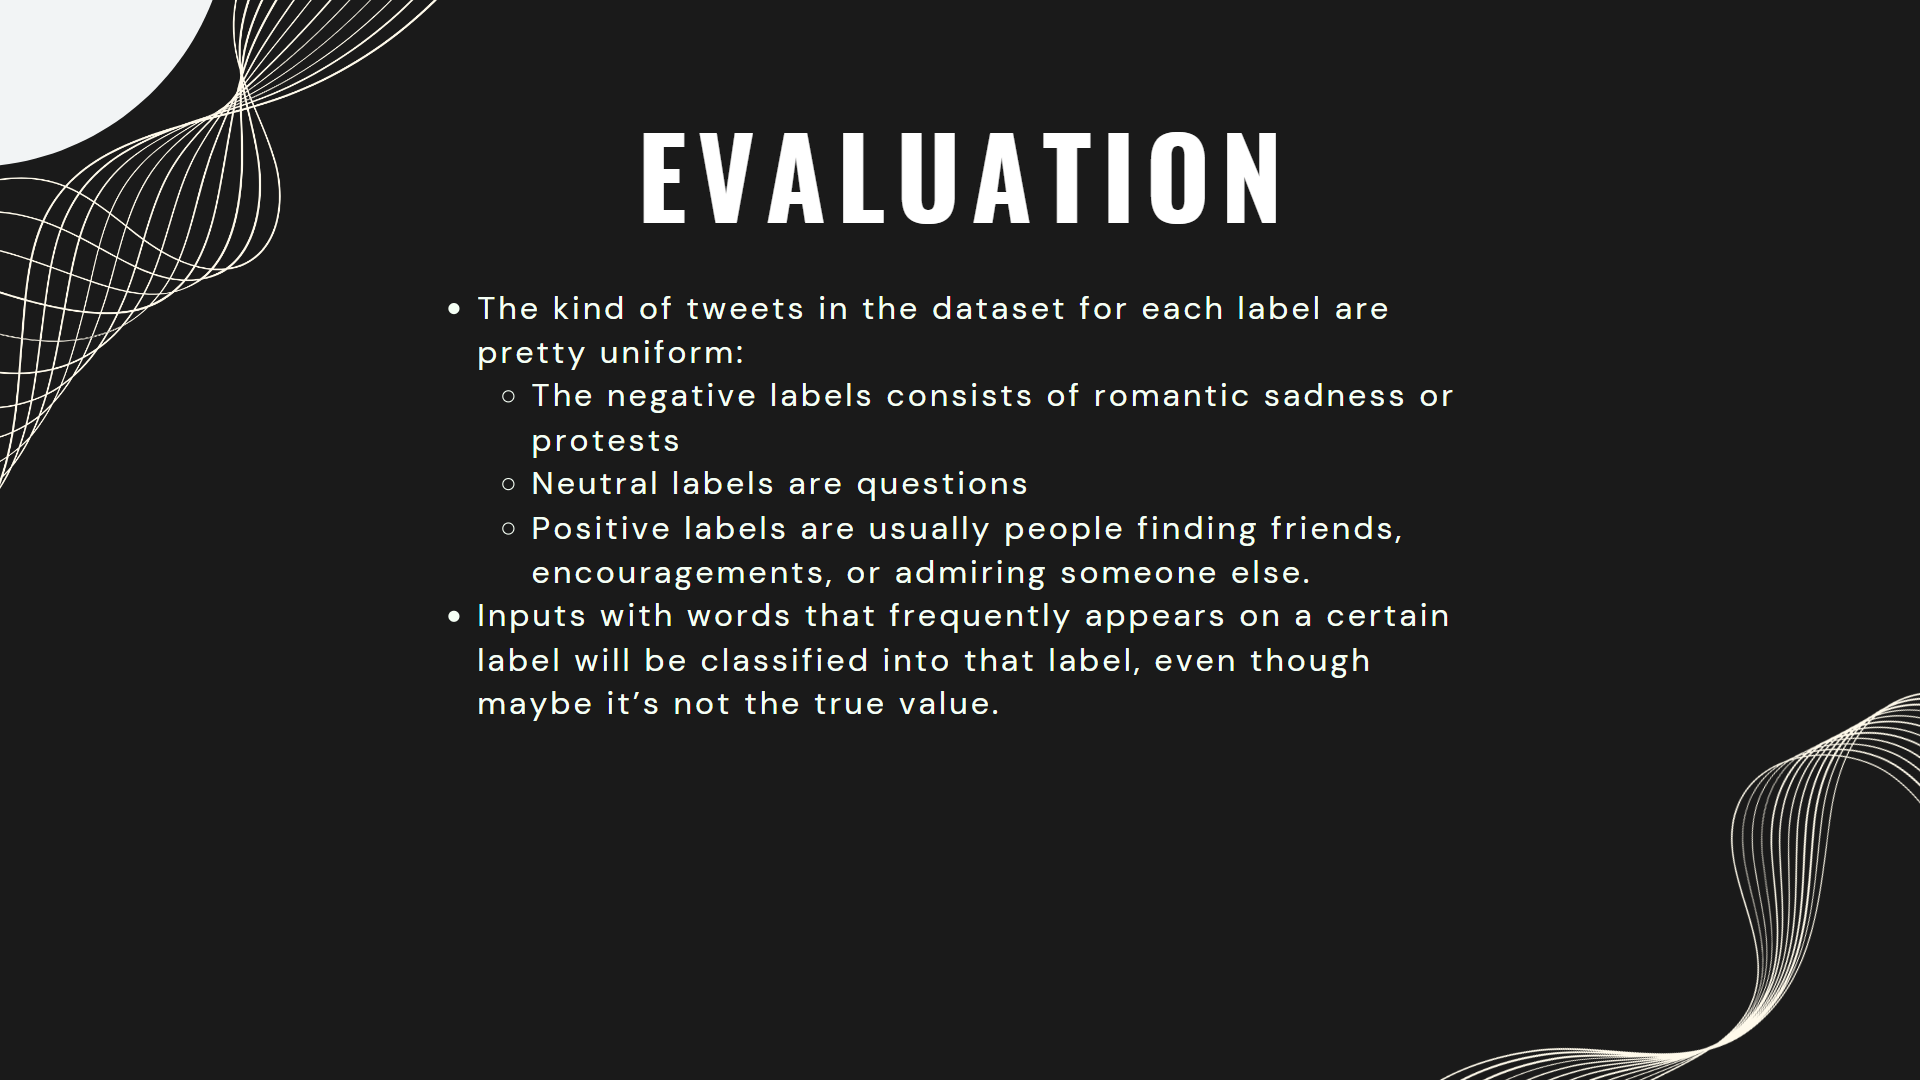 EVALUATION
• The kind of tweets in the dataset for each label are
pretty uniform:
◦ The negative labels consists of romantic sadness or
protests
◦ Neutral labels are questions
◦ Positive labels are usually people finding friends,
encouragements, or admiring someone else.
• Inputs with words that frequently appears on a certain
label will be classified into that label, even though
maybe it’s not the true value.